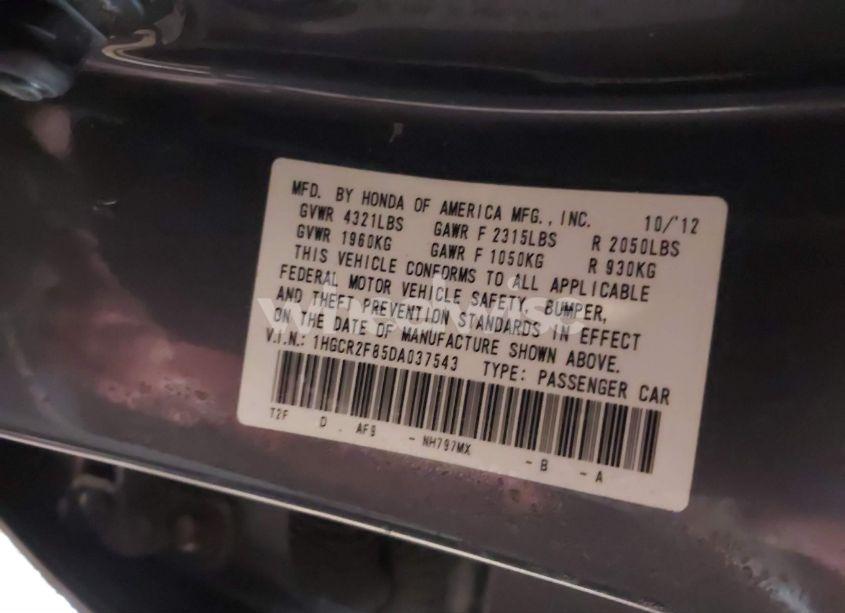 MFD. BY HONDA OF AMERICA MFG., INC. 10/'12
GVWR 4321LBS GAWR F 2315LBS R 2050LBS
GVWR 1960KG GAWR F 1050KG R 930KG
THIS VEHICLE CONFORMS TO ALL APPLICABLE
FEDERAL MOTOR VEHICLE SAFETY, BUMPER,
AND THEFT PREVENTION STANDARDS IN EFFECT
ON THE DATE OF MANUFACTURE SHOWN ABOVE.
V.I.N.: 1HGCR2F85DA037543 TYPE: PASSENGER CAR
T2F D . AF9 - NH797MX - B - A
wheelwise